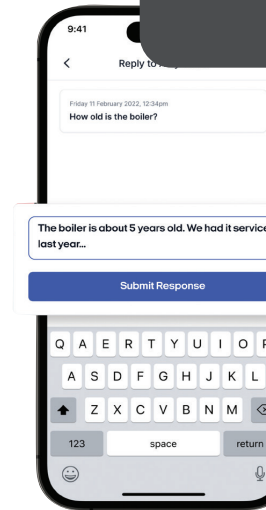 9:41
Reply to
Friday 11 February 2022, 12:34pm
How old is the boiler?
The boiler is about 5 years old. We had it service
last year...
Submit Response
Q A E R T Y U I O P
A S D F G H J K L
Z X C V B N M
123 space return